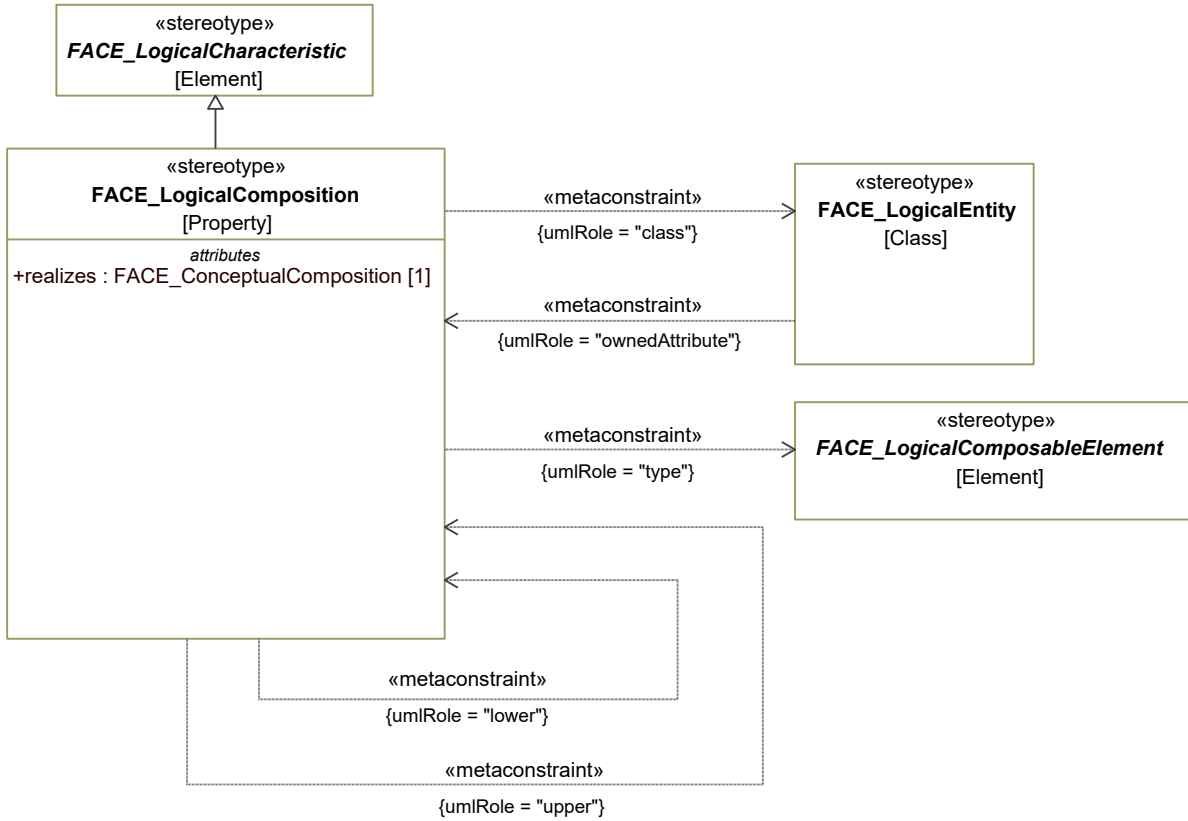 «stereotype»
FACE_LogicalCharacteristic
[Element]
«stereotype»
FACE_LogicalComposition
[Property]
attributes
+realizes : FACE_ConceptualComposition [1]
«metaconstraint»
{umlRole = "class"}
«stereotype»
FACE_LogicalEntity
[Class]
«metaconstraint»
{umlRole = "ownedAttribute"}
«metaconstraint»
{umlRole = "type"}
«stereotype»
FACE_LogicalComposableElement
[Element]
«metaconstraint»
{umlRole = "lower"}
«metaconstraint»
{umlRole = "upper"}